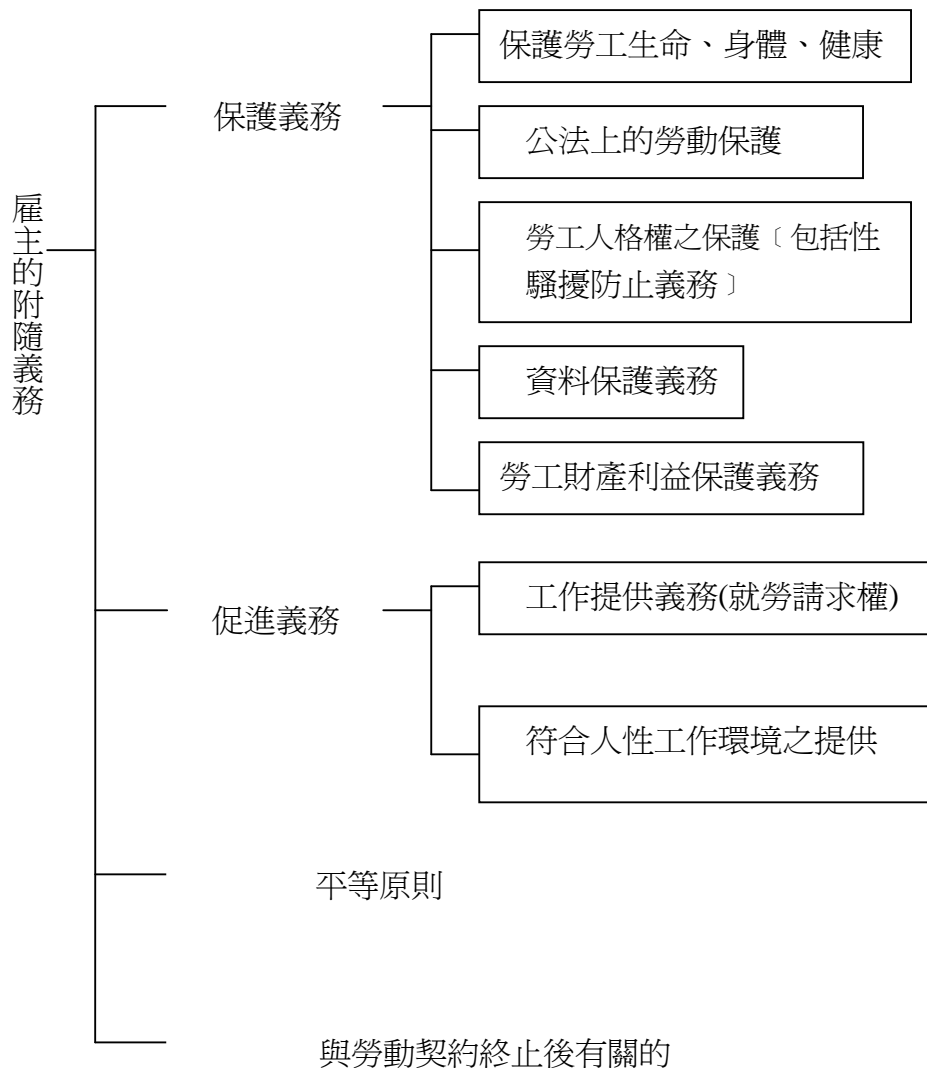 雇主的附隨義務
保護義務
保護勞工生命、身體、健康
公法上的勞動保護
勞工人格權之保護﹝包括性
騷擾防止義務﹞
資料保護義務
勞工財產利益保護義務
促進義務
工作提供義務(就勞請求權)
符合人性工作環境之提供
平等原則
與勞動契約終止後有關的